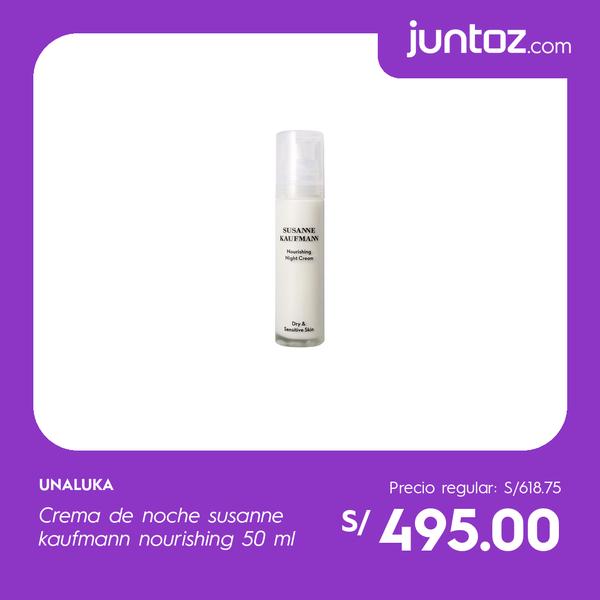 juntoz.com
SUSANNE
KAUFMANN
Nourishing
Night Cream
Dry &
Sensitive Skin
UNALUKA
Crema de noche susanne
kaufmann nourishing 50 ml
Precio regular: S/618.75
S/ 495.00